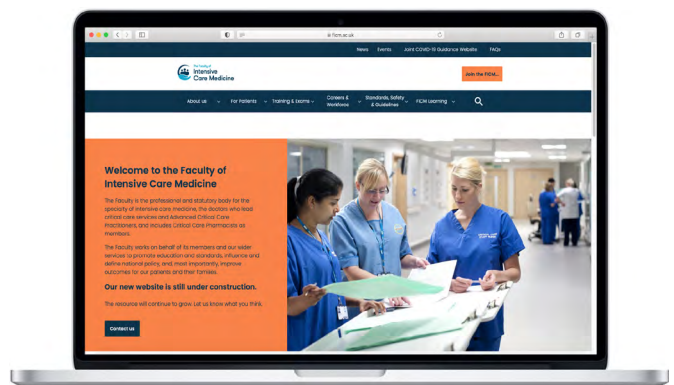 ficm.ac.uk
News Events Joint COVID-19 Guidance Website FAQs
The Faculty of
Intensive
Care Medicine
Join the FICM...
About us For Patients Training & Exams Careers & Workforce Standards, Safety & Guidelines FICM Learning
Welcome to the Faculty of
Intensive Care Medicine
The Faculty is the professional and statutory body for the
specialty of intensive care medicine, the doctors who lead
critical care services and Advanced Critical Care
Practitioners, and includes Critical Care Pharmacists as
members.
The Faculty works on behalf of its members and our wider
services to promote education and standards, influence and
define national policy, and, most importantly, improve
outcomes for our patients and their families.
Our new website is still under construction.
The resource will continue to grow. Let us know what you think.
Contact us